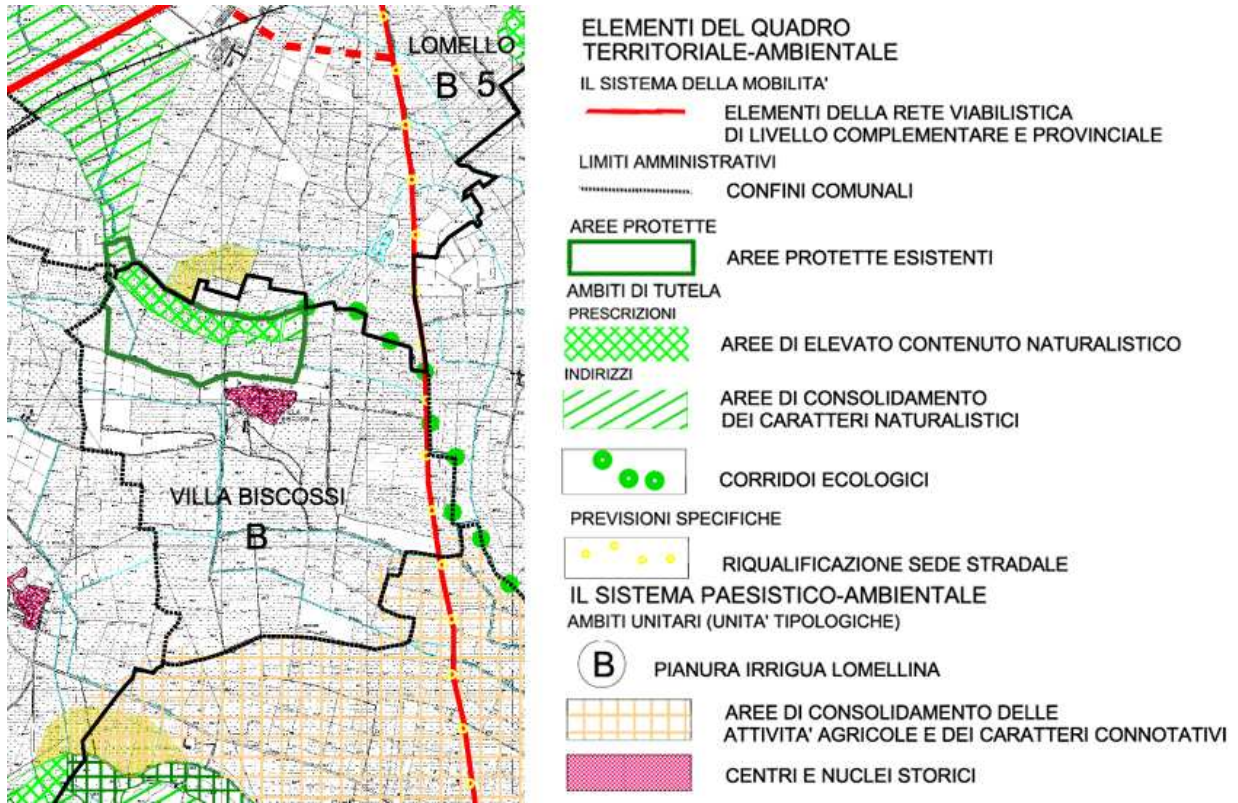 LOMELLO
B 5
VILLA BISCOSSI
B
ELEMENTI DEL QUADRO
TERRITORIALE-AMBIENTALE
IL SISTEMA DELLA MOBILITA'
ELEMENTI DELLA RETE VIABILISTICA
DI LIVELLO COMPLEMENTARE E PROVINCIALE
LIMITI AMMINISTRATIVI
CONFINI COMUNALI
AREE PROTETTE
AREE PROTETTE ESISTENTI
AMBITI DI TUTELA
PRESCRIZIONI
AREE DI ELEVATO CONTENUTO NATURALISTICO
INDIRIZZI
AREE DI CONSOLIDAMENTO
DEI CARATTERI NATURALISTICI
CORRIDOI ECOLOGICI
PREVISIONI SPECIFICHE
RIQUALIFICAZIONE SEDE STRADALE
IL SISTEMA PAESISTICO-AMBIENTALE
AMBITI UNITARI (UNITA' TIPOLOGICHE)
B PIANURA IRRIGUA LOMELLINA
AREE DI CONSOLIDAMENTO DELLE
ATTIVITA' AGRICOLE E DEI CARATTERI CONNOTATIVI
CENTRI E NUCLEI STORICI